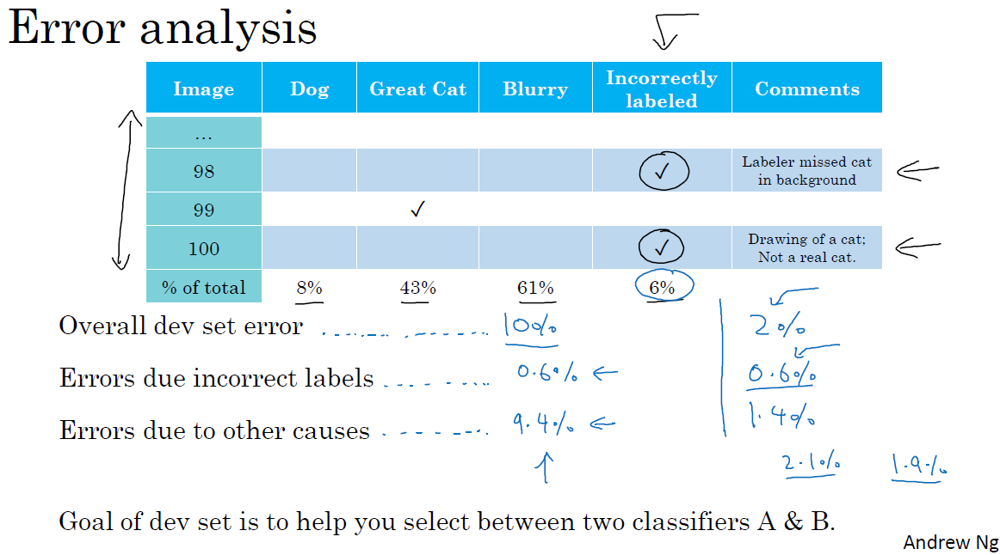 Error analysis
Image Dog Great Cat Blurry Incorrectly labeled Comments
...
98 ✓ Labeler missed cat in background
99 ✓
100 ✓ Drawing of a cat; Not a real cat.
% of total 8% 43% 61% 6%
Overall dev set error 10% 2%
Errors due incorrect labels 0.6% 0.6%
Errors due to other causes 9.4% 1.4%
2.1% 1.9%
Goal of dev set is to help you select between two classifiers A & B.
Andrew Ng